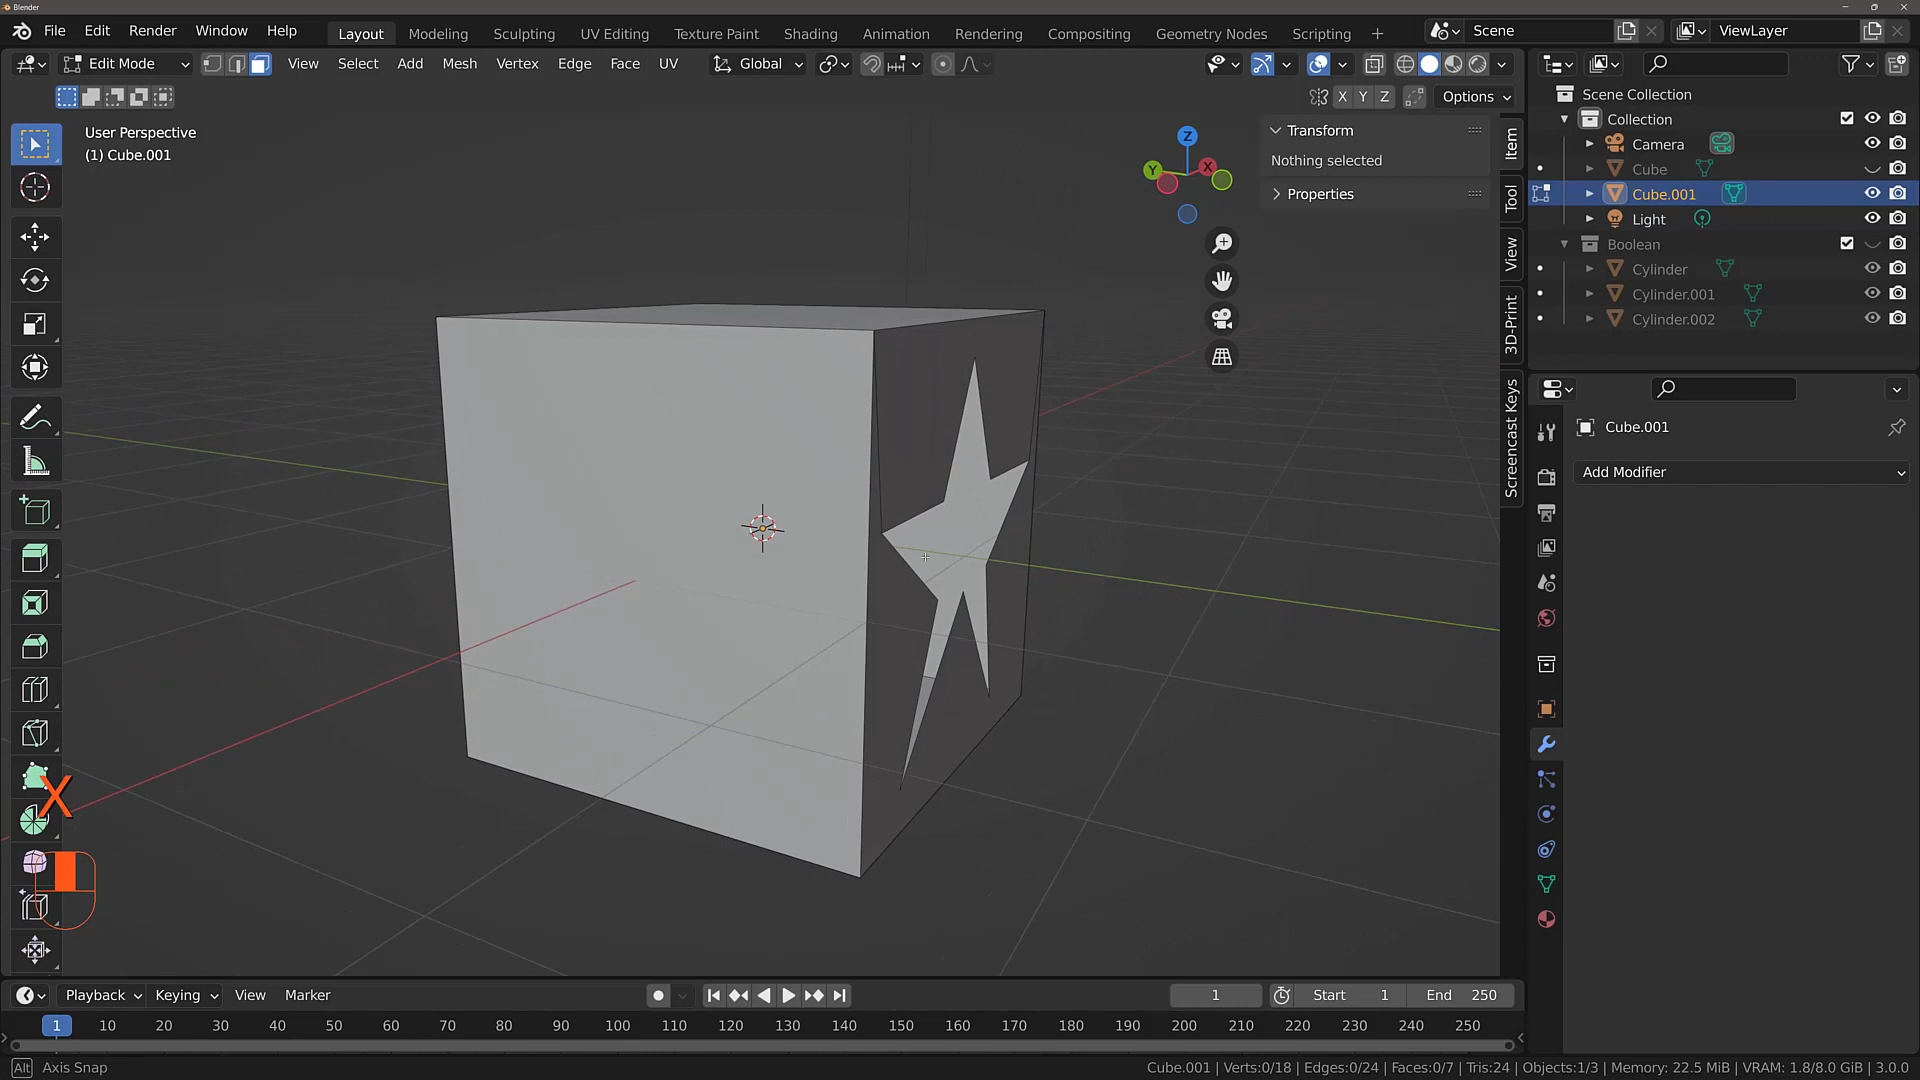 Blender
File Edit Render Window Help Layout Modeling Sculpting UV Editing Texture Paint Shading Animation Rendering Compositing Geometry Nodes Scripting + Scene ViewLayer
Edit Mode View Select Add Mesh Vertex Edge Face UV Global
X Y Z Options
User Perspective
(1) Cube.001
Z
Y
X
Transform
Nothing selected
Properties
Item
Tool
View
3D-Print
Screencast Keys
Scene Collection
Collection
Camera
Cube
Cube.001
Light
Boolean
Cylinder
Cylinder.001
Cylinder.002
Cube.001
Add Modifier
X
Playback Keying View Marker 1 Start 1 End 250
1 10 20 30 40 50 60 70 80 90 100 110 120 130 140 150 160 170 180 190 200 210 220 230 240 250
Alt Axis Snap Cube.001 | Verts:0/18 | Edges:0/24 | Faces:0/7 | Tris:24 | Objects:1/3 | Memory: 22.5 MiB | VRAM: 1.8/8.0 GiB | 3.0.0